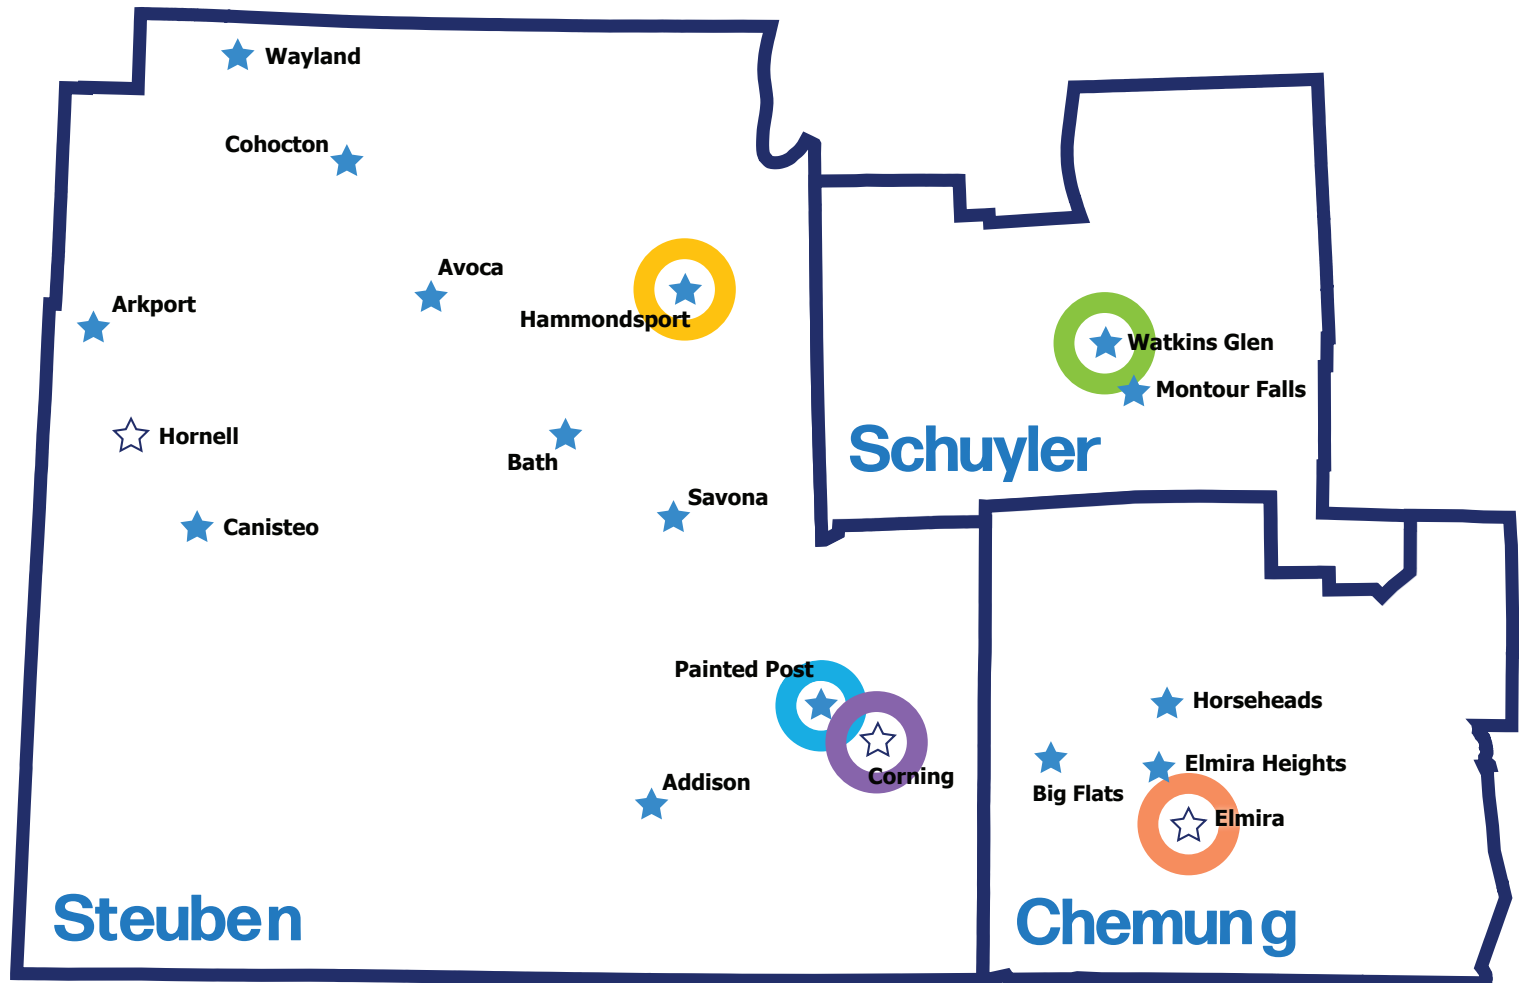 Wayland
Cohocton
Avoca
Arkport
Hammondsport
Watkins Glen
Montour Falls
Hornell
Schuyler
Bath
Savona
Canisteo
Painted Post
Horseheads
Elmira Heights
Corning
Addison
Big Flats
Elmira
Steuben
Chemung